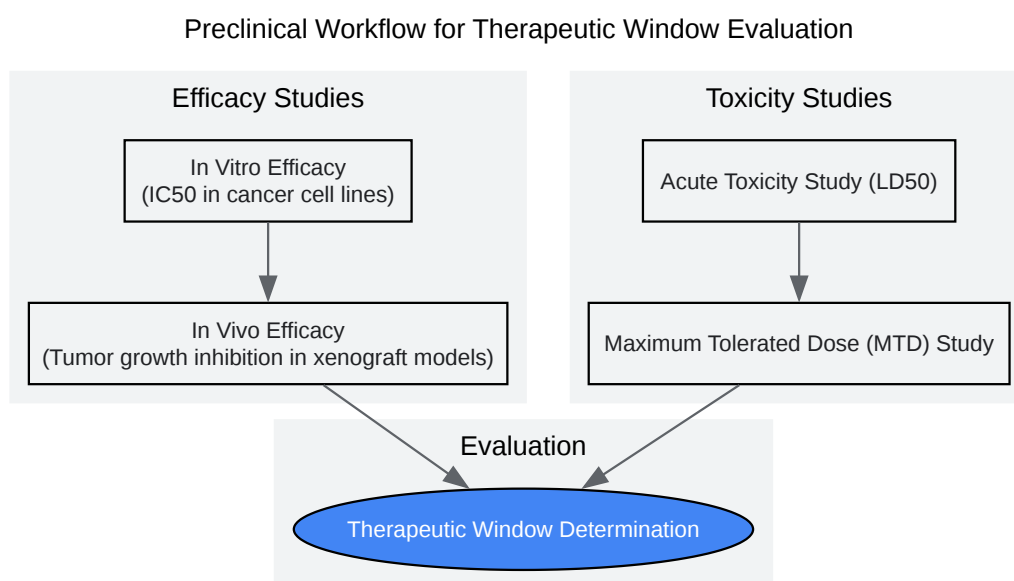 Preclinical Workflow for Therapeutic Window Evaluation
Efficacy Studies
In Vitro Efficacy
(IC50 in cancer cell lines)
In Vivo Efficacy
(Tumor growth inhibition in xenograft models)
Toxicity Studies
Acute Toxicity Study (LD50)
Maximum Tolerated Dose (MTD) Study
Evaluation
Therapeutic Window Determination